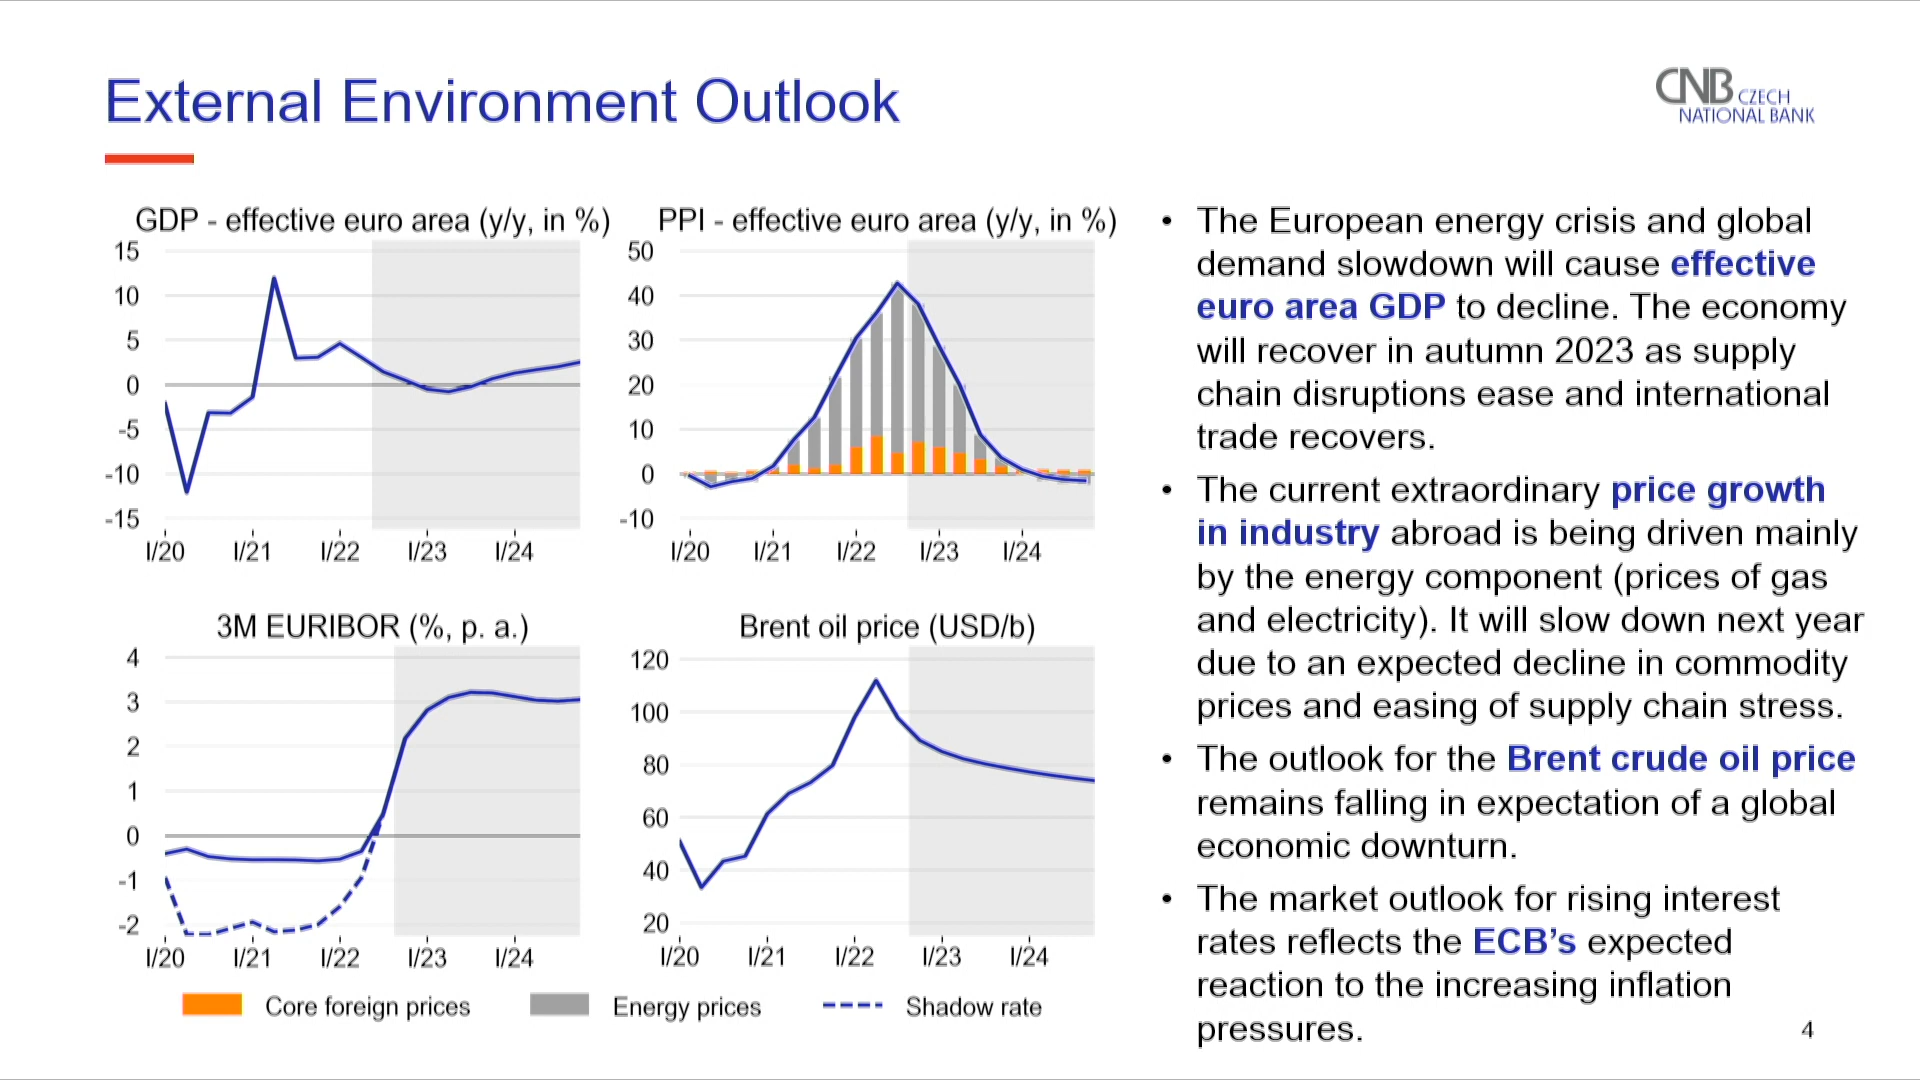 External Environment Outlook
CNB CZECH
NATIONAL BANK
GDP - effective euro area (y/y, in %)
15
10
5
0
-5
-10
-15
I/20 I/21 I/22 I/23 I/24
PPI - effective euro area (y/y, in %)
50
40
30
20
10
0
-10
I/20 I/21 I/22 I/23 I/24
3M EURIBOR (%, p. a.)
4
3
2
1
0
-1
-2
I/20 I/21 I/22 I/23 I/24
Brent oil price (USD/b)
120
100
80
60
40
20
I/20 I/21 I/22 I/23 I/24
Core foreign prices Energy prices Shadow rate
• The European energy crisis and global
demand slowdown will cause effective
euro area GDP to decline. The economy
will recover in autumn 2023 as supply
chain disruptions ease and international
trade recovers.
• The current extraordinary price growth
in industry abroad is being driven mainly
by the energy component (prices of gas
and electricity). It will slow down next year
due to an expected decline in commodity
prices and easing of supply chain stress.
• The outlook for the Brent crude oil price
remains falling in expectation of a global
economic downturn.
• The market outlook for rising interest
rates reflects the ECB’s expected
reaction to the increasing inflation
pressures.
4